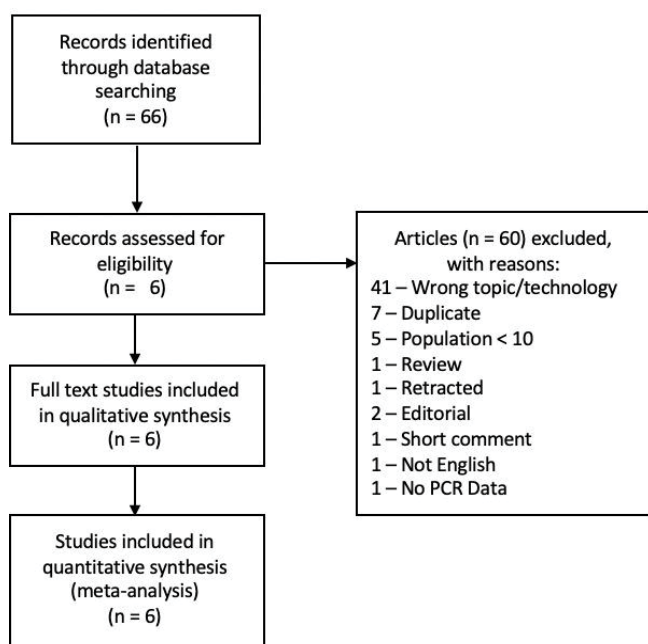 Records identified
through database
searching
(n = 66)
Records assessed for
eligibility
(n = 6)
Articles (n = 60) excluded,
with reasons:
41 – Wrong topic/technology
7 – Duplicate
5 – Population < 10
1 – Review
1 – Retracted
2 – Editorial
1 – Short comment
1 – Not English
1 – No PCR Data
Full text studies included
in qualitative synthesis
(n = 6)
Studies included in
quantitative synthesis
(meta-analysis)
(n = 6)